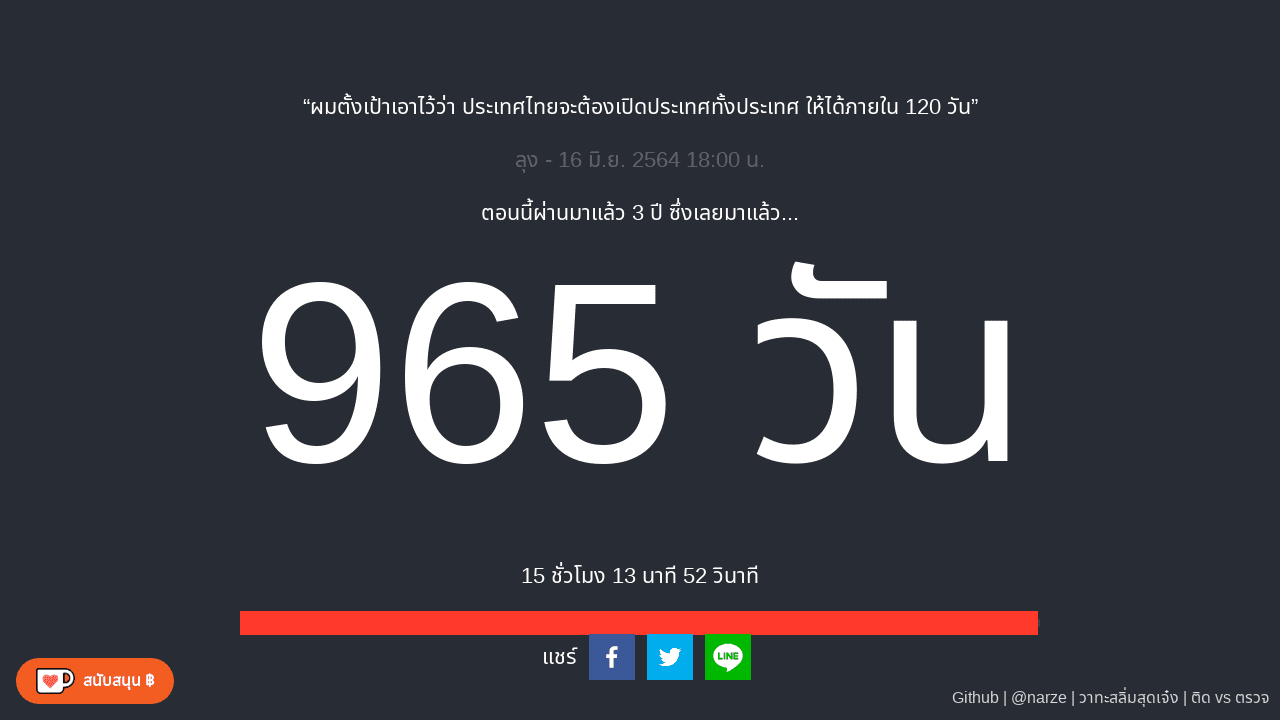 “ผมตั้งเป้าเอาไว้ว่า ประเทศไทยจะต้องเปิดประเทศทั้งประเทศ ให้ได้ภายใน 120 วัน”
ลุง - 16 มิ.ย. 2564 18:00 น.
ตอนนี้ผ่านมาแล้ว 3 ปี ซึ่งเลยมาแล้ว...
965 วัน
15 ชั่วโมง 13 นาที 52 วินาที
แชร์
LINE
สนับสนุน ฿
Github | @narze | วาทะสลิ่มสุดเจ๋ง | ติด vs ตรวจ